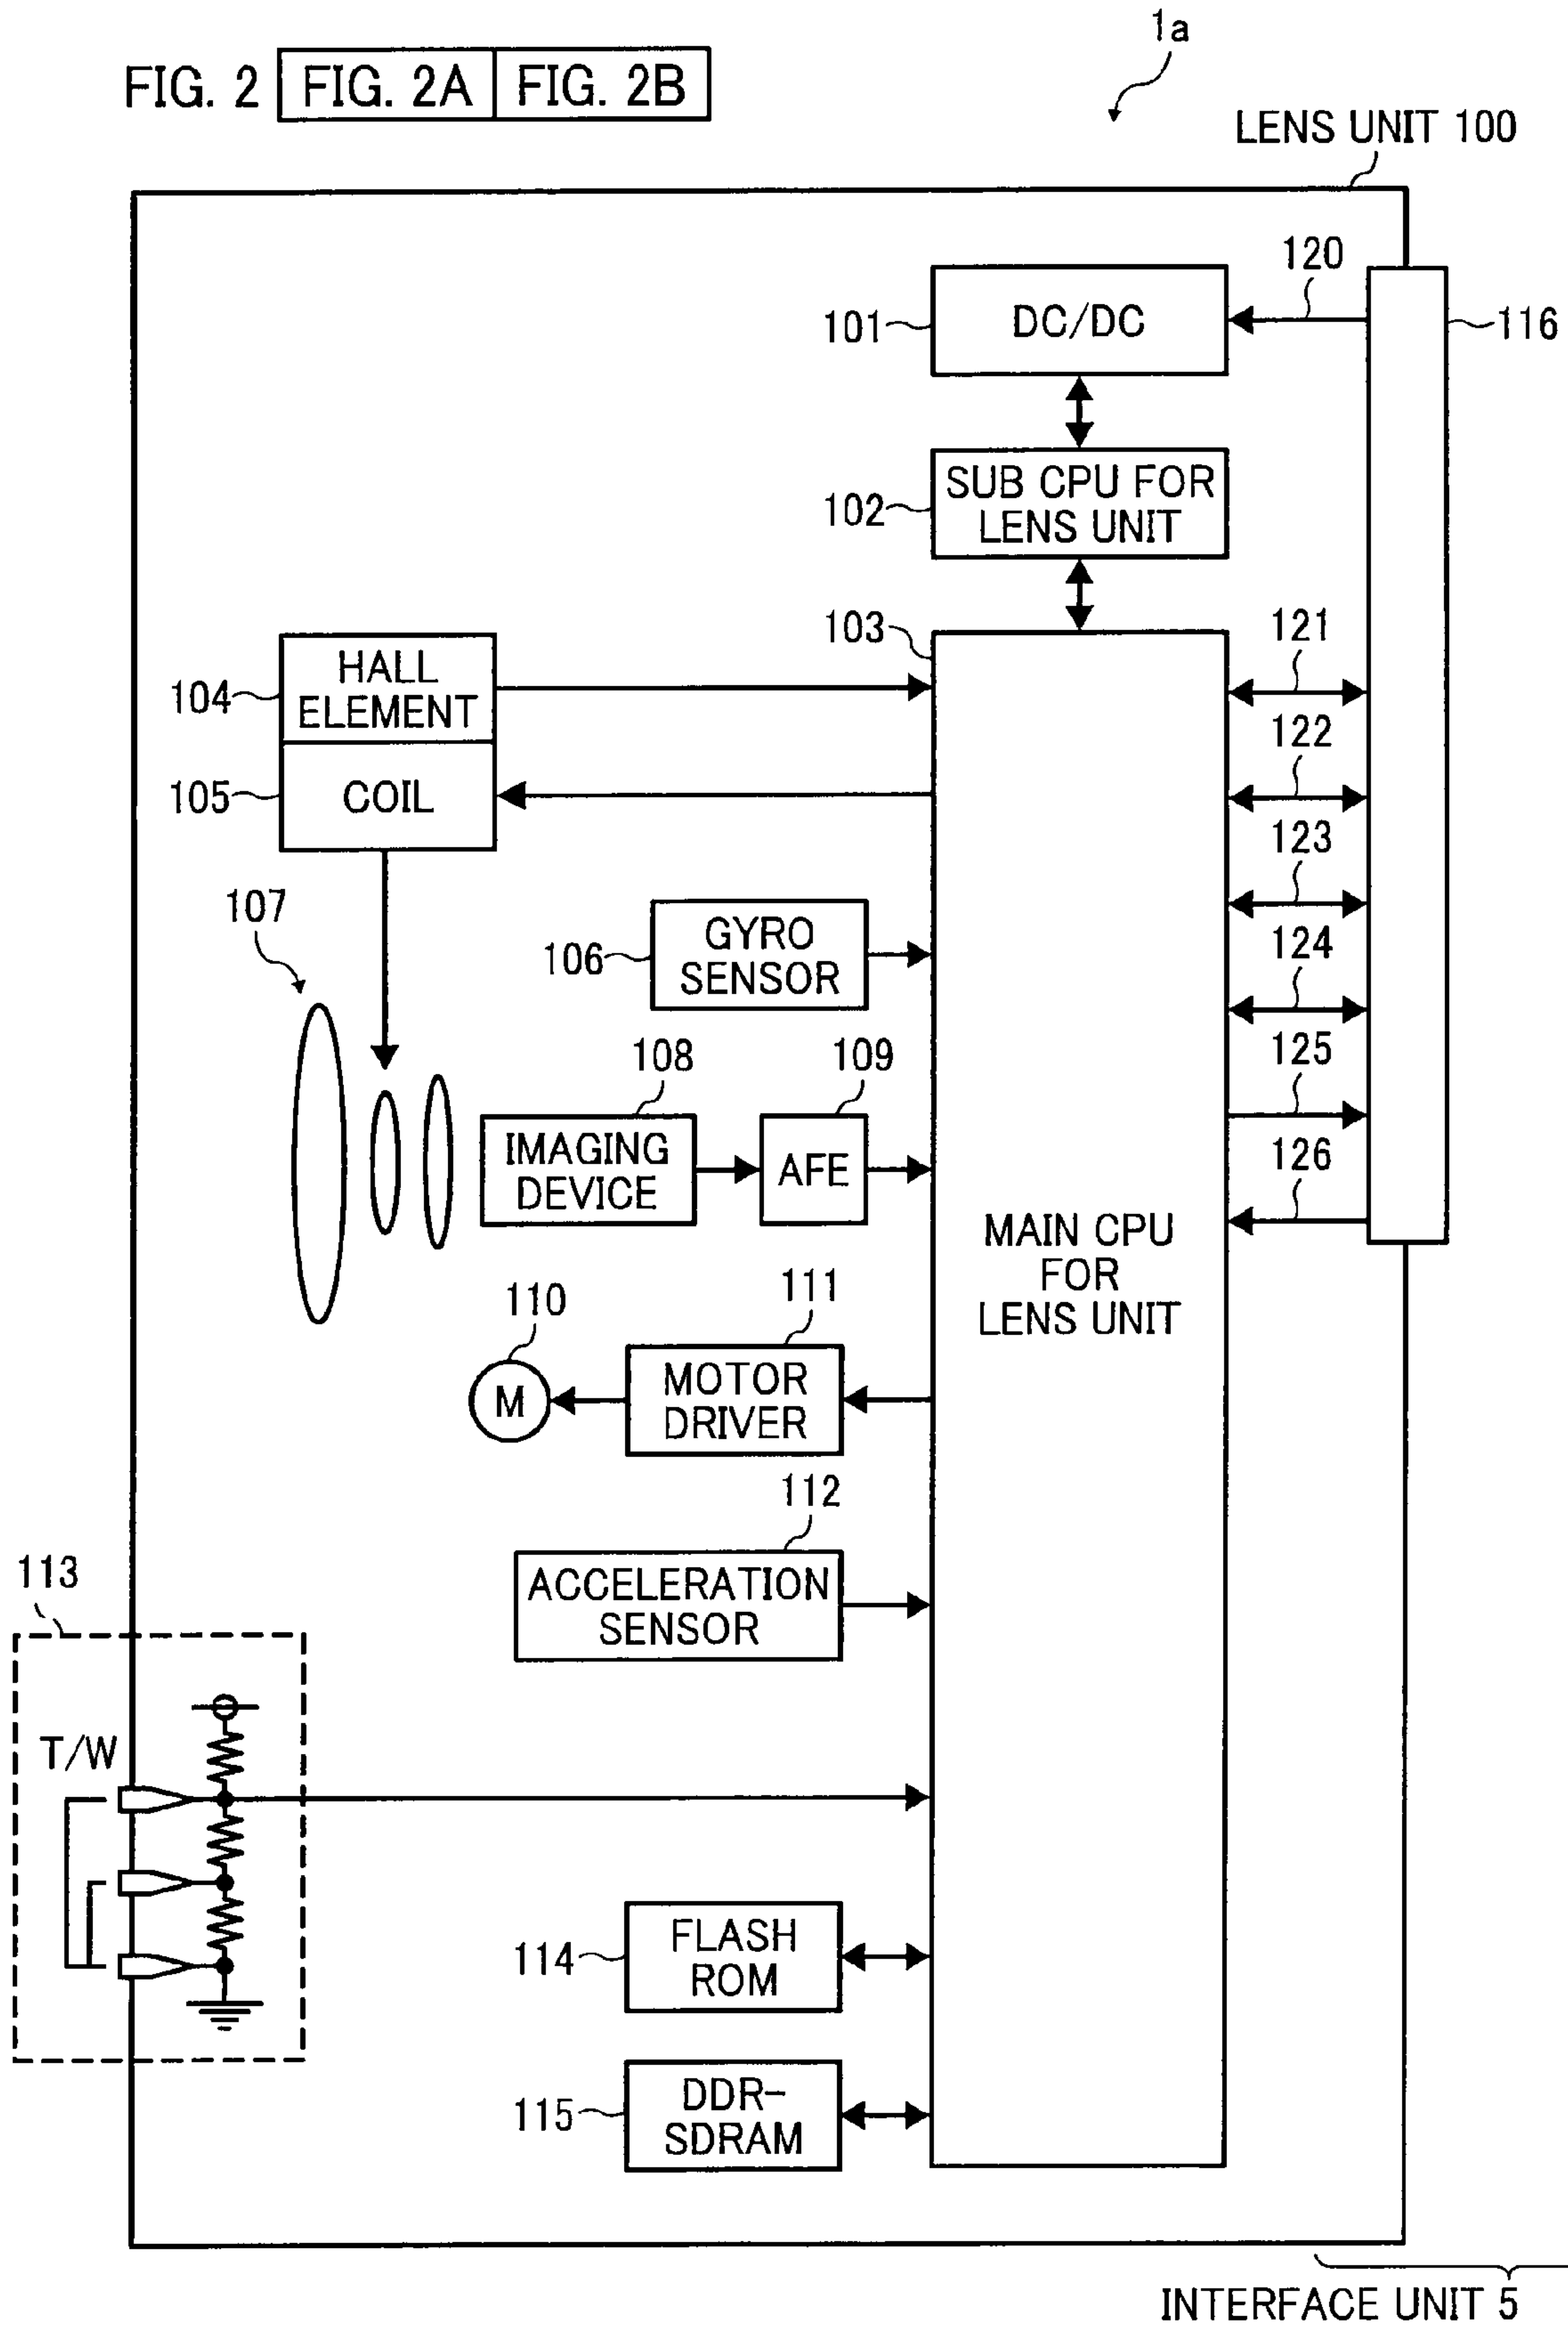 1a
FIG. 2 FIG. 2A FIG. 2B
LENS UNIT 100
120
101 DC/DC
116
102
SUB CPU FOR
LENS UNIT
103
121
104
HALL
ELEMENT
122
105 COIL
123
107
106
GYRO
SENSOR
124
108
109
125
IMAGING
DEVICE
AFE
126
MAIN CPU
FOR
LENS UNIT
110
111
M
MOTOR
DRIVER
112
113
ACCELERATION
SENSOR
T/W
114
FLASH
ROM
115
DDR-
SDRAM
INTERFACE UNIT 5